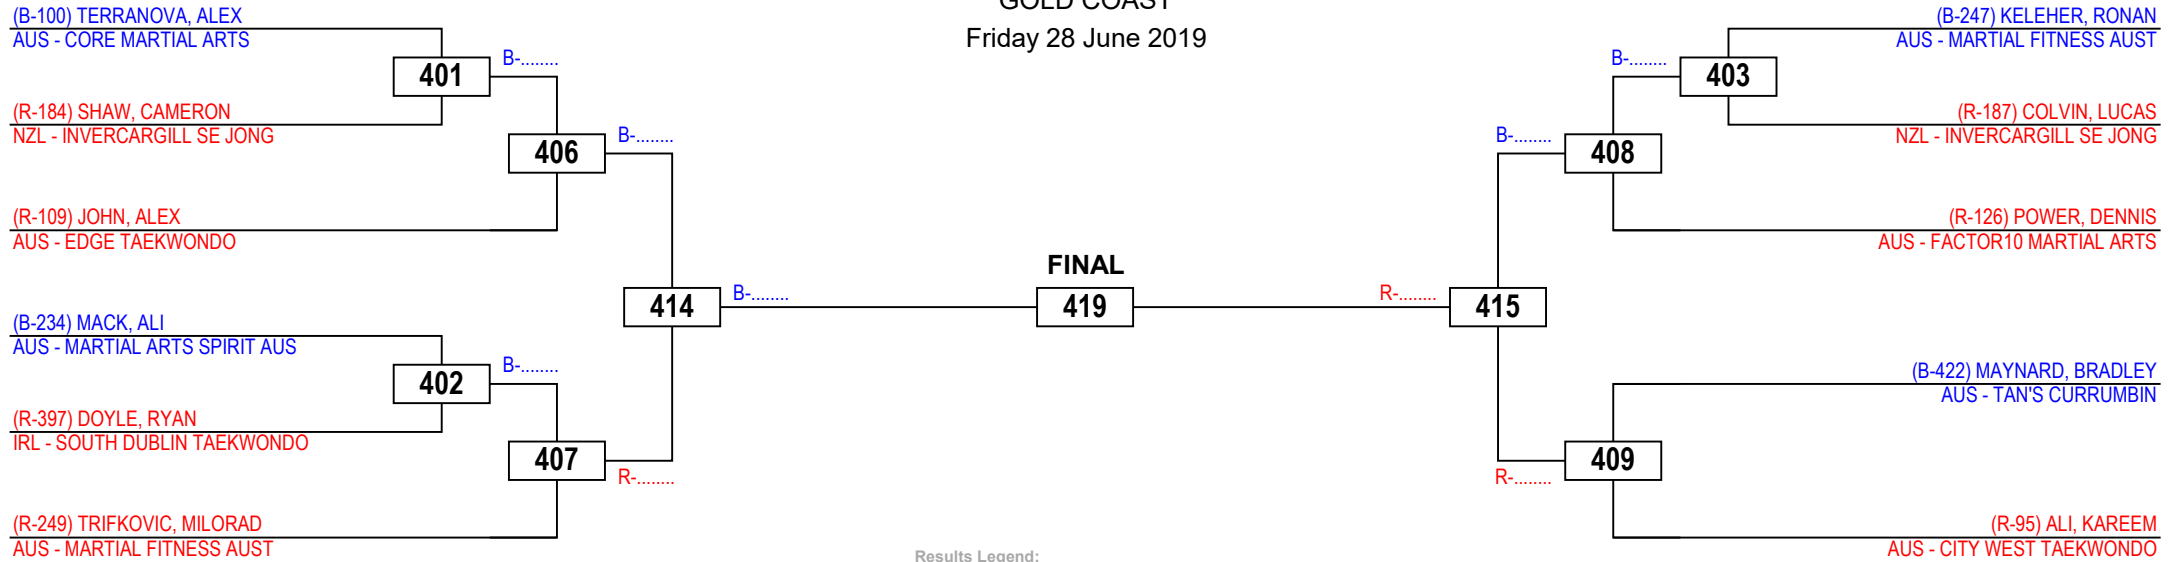 GOLD COAST
Friday 28 June 2019
(B-100) TERRANOVA, ALEX
AUS - CORE MARTIAL ARTS
401
B-........
(R-184) SHAW, CAMERON
NZL - INVERCARGILL SE JONG
406
B-........
(R-109) JOHN, ALEX
AUS - EDGE TAEKWONDO
414
B-........
(B-234) MACK, ALI
AUS - MARTIAL ARTS SPIRIT AUS
402
B-........
(R-397) DOYLE, RYAN
IRL - SOUTH DUBLIN TAEKWONDO
407
R-........
(R-249) TRIFKOVIC, MILORAD
AUS - MARTIAL FITNESS AUST
FINAL
419
(B-247) KELEHER, RONAN
AUS - MARTIAL FITNESS AUST
B-........
403
(R-187) COLVIN, LUCAS
NZL - INVERCARGILL SE JONG
B-........
408
(R-126) POWER, DENNIS
AUS - FACTOR10 MARTIAL ARTS
R-........
415
(B-422) MAYNARD, BRADLEY
AUS - TAN'S CURRUMBIN
R-........
409
(R-95) ALI, KAREEM
AUS - CITY WEST TAEKWONDO
Results Legend: